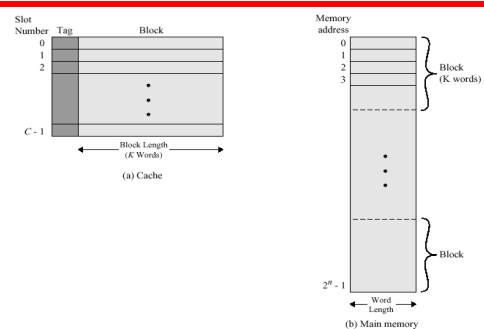 Slot
Number Tag Block
0
1
2
C - 1
Block Length
(K Words)
(a) Cache
Memory
address
0
1
2
3
Block
(K words)
Block
2ⁿ - 1
Word
Length
(b) Main memory